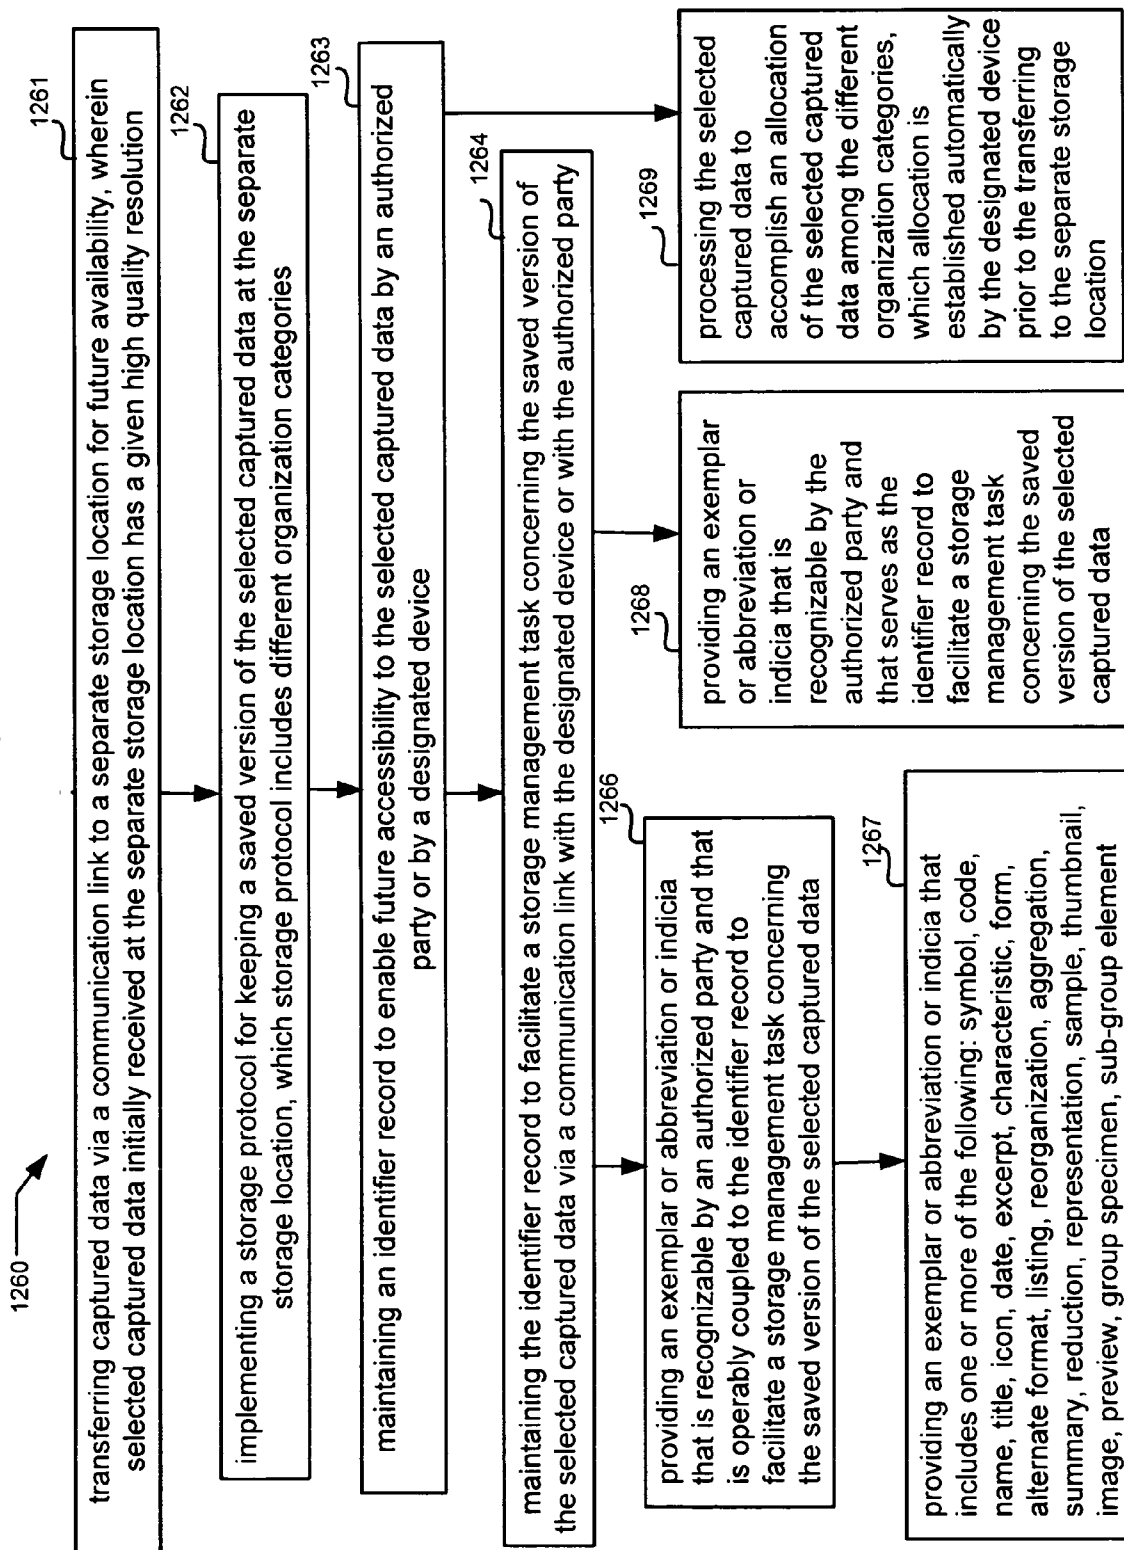 1260
1261
transferring captured data via a communication link to a separate storage location for future availability, wherein
selected captured data initially received at the separate storage location has a given high quality resolution
1262
implementing a storage protocol for keeping a saved version of the selected captured data at the separate
storage location, which storage protocol includes different organization categories
1263
maintaining an identifier record to enable future accessibility to the selected captured data by an authorized
party or by a designated device
1264
maintaining the identifier record to facilitate a storage management task concerning the saved version of
the selected captured data via a communication link with the designated device or with the authorized party
1266
providing an exemplar or abbreviation or indicia
that is recognizable by an authorized party and that
is operably coupled to the identifier record to
facilitate a storage management task concerning
the saved version of the selected captured data
1267
providing an exemplar or abbreviation or indicia that
includes one or more of the following: symbol, code,
name, title, icon, date, excerpt, characteristic, form,
alternate format, listing, reorganization, aggregation,
summary, reduction, representation, sample, thumbnail,
image, preview, group specimen, sub-group element
1268
providing an exemplar
or abbreviation or
indicia that is
recognizable by the
authorized party and
that serves as the
identifier record to
facilitate a storage
management task
concerning the saved
version of the selected
captured data
1269
processing the selected
captured data to
accomplish an allocation
of the selected captured
data among the different
organization categories,
which allocation is
established automatically
by the designated device
prior to the transferring
to the separate storage
location